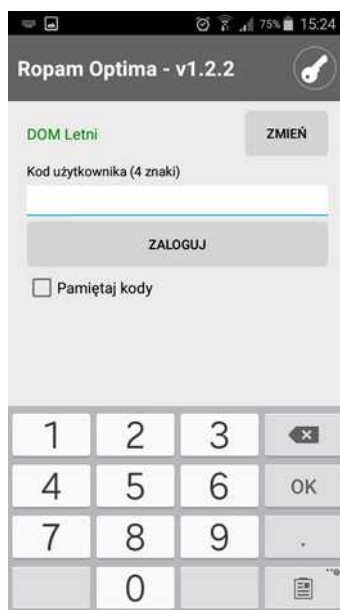 75% 15:24
Ropam Optima - v1.2.2
DOM Letni
ZMIEŃ
Kod użytkownika (4 znaki)
ZALOGUJ
Pamiętaj kody
1 2 3
4 5 6 OK
7 8 9 .
0